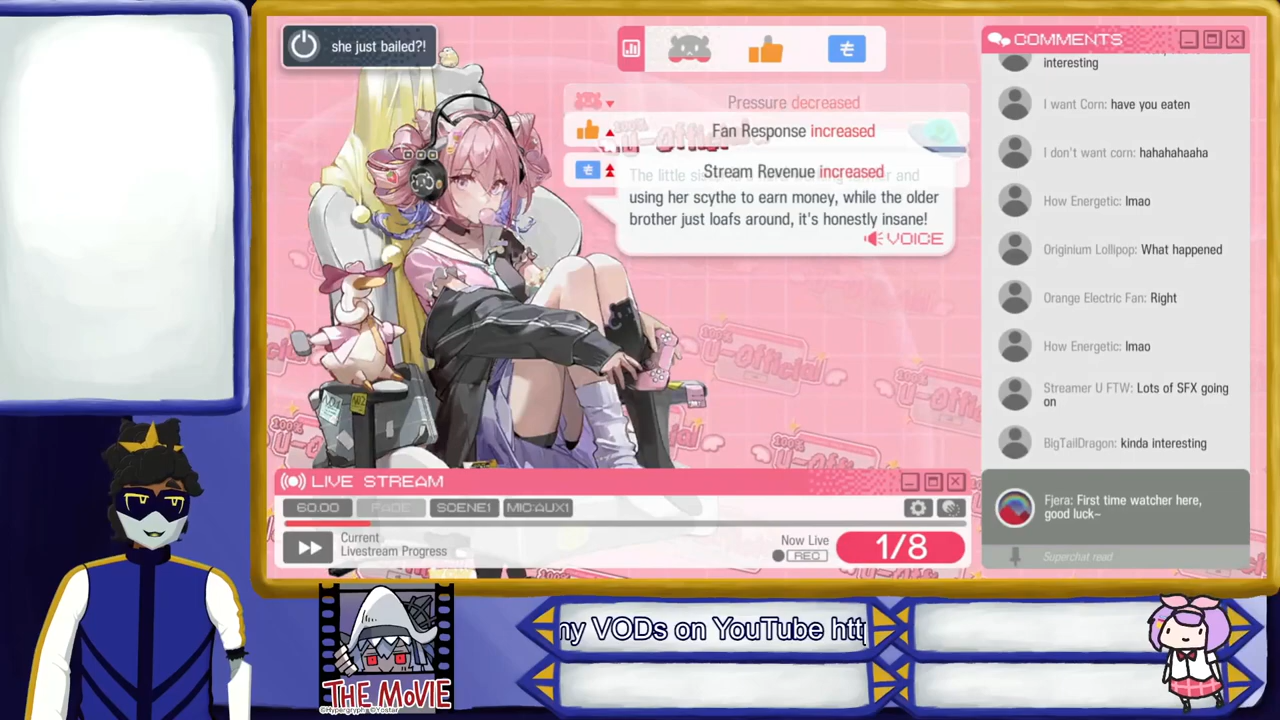 she just bailed?!
Pressure decreased
Fan Response increased
Stream Revenue increased
using her scythe to earn money, while the older
brother just loafs around, it's honestly insane!
VOICE
LIVE STREAM
60.00
FADE
SCENE1
MIC/AUX1
Current
Livestream Progress
Now Live
REC
1/8
COMMENTS
interesting
I want Corn: have you eaten
I don't want corn: hahahahaaha
How Energetic: lmao
Originium Lollipop: What happened
Orange Electric Fan: Right
How Energetic: lmao
Streamer U FTW: Lots of SFX going
on
BigTailDragon: kinda interesting
Fjera: First time watcher here,
good luck~
Superchat read
THE MOVIE
©Hypergryph ©Yostar
my VODs on YouTube htt